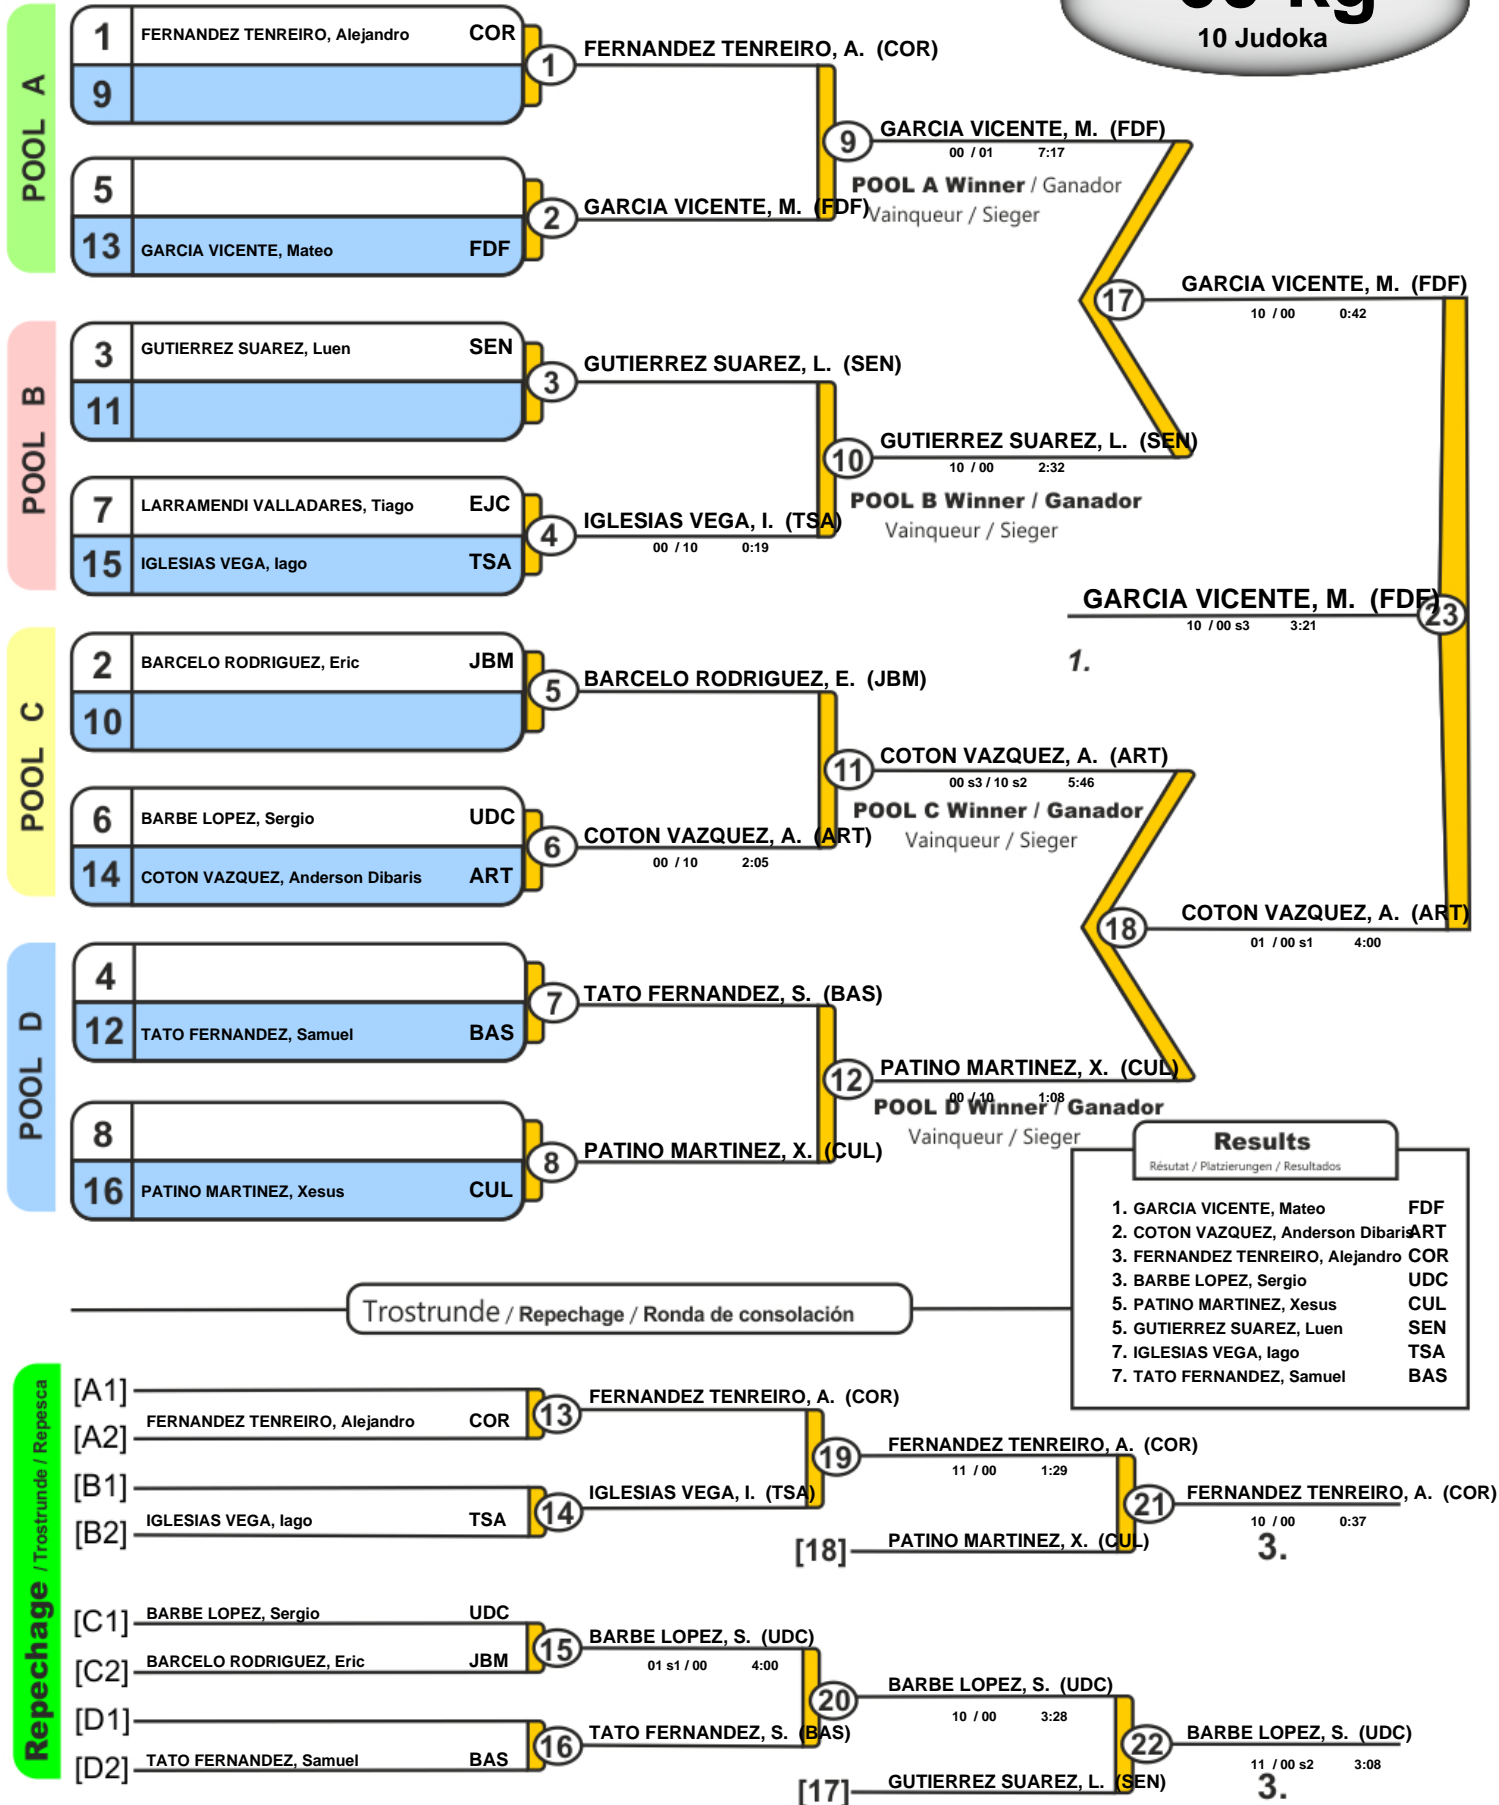 10 Judoka
POOL A
1 FERNANDEZ TENREIRO, Alejandro COR
9
1 FERNANDEZ TENREIRO, A. (COR)
5
13 GARCIA VICENTE, Mateo FDF
2 GARCIA VICENTE, M. (FDF)
9 GARCIA VICENTE, M. (FDF)
00 / 01 7:17
POOL A Winner / Ganador
Vainqueur / Sieger
POOL B
3 GUTIERREZ SUAREZ, Luen SEN
11
3 GUTIERREZ SUAREZ, L. (SEN)
7 LARRAMENDI VALLADARES, Tiago EJC
15 IGLESIAS VEGA, Iago TSA
4 IGLESIAS VEGA, I. (TSA)
00 / 10 0:19
10 GUTIERREZ SUAREZ, L. (SEN)
10 / 00 2:32
POOL B Winner / Ganador
Vainqueur / Sieger
17 GARCIA VICENTE, M. (FDF)
10 / 00 0:42
GARCIA VICENTE, M. (FDF) 23
10 / 00 s3 3:21
1.
POOL C
2 BARCELO RODRIGUEZ, Eric JBM
10
5 BARCELO RODRIGUEZ, E. (JBM)
6 BARBE LOPEZ, Sergio UDC
14 COTON VAZQUEZ, Anderson Dibaris ART
6 COTON VAZQUEZ, A. (ART)
00 / 10 2:05
11 COTON VAZQUEZ, A. (ART)
00 s3 / 10 s2 5:46
POOL C Winner / Ganador
Vainqueur / Sieger
18 COTON VAZQUEZ, A. (ART)
01 / 00 s1 4:00
POOL D
4
12 TATO FERNANDEZ, Samuel BAS
7 TATO FERNANDEZ, S. (BAS)
8
16 PATINO MARTINEZ, Xesus CUL
8 PATINO MARTINEZ, X. (CUL)
12 PATINO MARTINEZ, X. (CUL)
00 / 10 1:08
POOL D Winner / Ganador
Vainqueur / Sieger
Results
Résutat / Platzierungen / Resultados
1. GARCIA VICENTE, Mateo FDF
2. COTON VAZQUEZ, Anderson Dibaris ART
3. FERNANDEZ TENREIRO, Alejandro COR
3. BARBE LOPEZ, Sergio UDC
5. PATINO MARTINEZ, Xesus CUL
5. GUTIERREZ SUAREZ, Luen SEN
7. IGLESIAS VEGA, Iago TSA
7. TATO FERNANDEZ, Samuel BAS
Trostrunde / Repechage / Ronda de consolación
Repechage / Trostrunde / Repesca
[A1]
[A2] FERNANDEZ TENREIRO, Alejandro COR
13 FERNANDEZ TENREIRO, A. (COR)
[B1]
[B2] IGLESIAS VEGA, Iago TSA
14 IGLESIAS VEGA, I. (TSA)
19 FERNANDEZ TENREIRO, A. (COR)
11 / 00 1:29
[18] PATINO MARTINEZ, X. (CUL)
21 FERNANDEZ TENREIRO, A. (COR)
10 / 00 0:37
3.
[C1] BARBE LOPEZ, Sergio UDC
[C2] BARCELO RODRIGUEZ, Eric JBM
15 BARBE LOPEZ, S. (UDC)
01 s1 / 00 4:00
[D1]
[D2] TATO FERNANDEZ, Samuel BAS
16 TATO FERNANDEZ, S. (BAS)
20 BARBE LOPEZ, S. (UDC)
10 / 00 3:28
[17] GUTIERREZ SUAREZ, L. (SEN)
22 BARBE LOPEZ, S. (UDC)
11 / 00 s2 3:08
3.